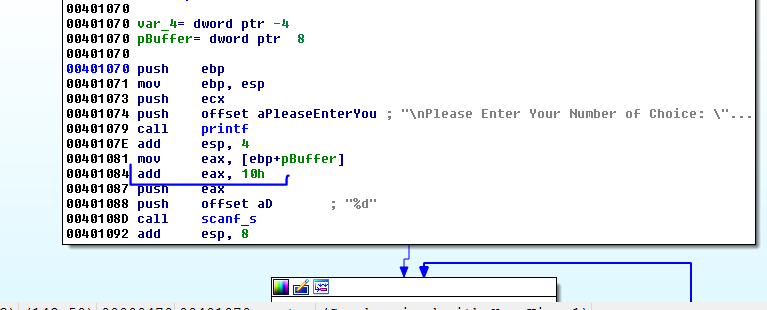 00401070
00401070 var_4= dword ptr -4
00401070 pBuffer= dword ptr  8
00401070
00401070 push    ebp
00401071 mov     ebp, esp
00401073 push    ecx
00401074 push    offset aPleaseEnterYou ; "\nPlease Enter Your Number of Choice: \"...
00401079 call    printf
0040107E add     esp, 4
00401081 mov     eax, [ebp+pBuffer]
00401084 add     eax, 10h
00401087 push    eax
00401088 push    offset aD       ; "%d"
0040108D call    scanf_s
00401092 add     esp, 8